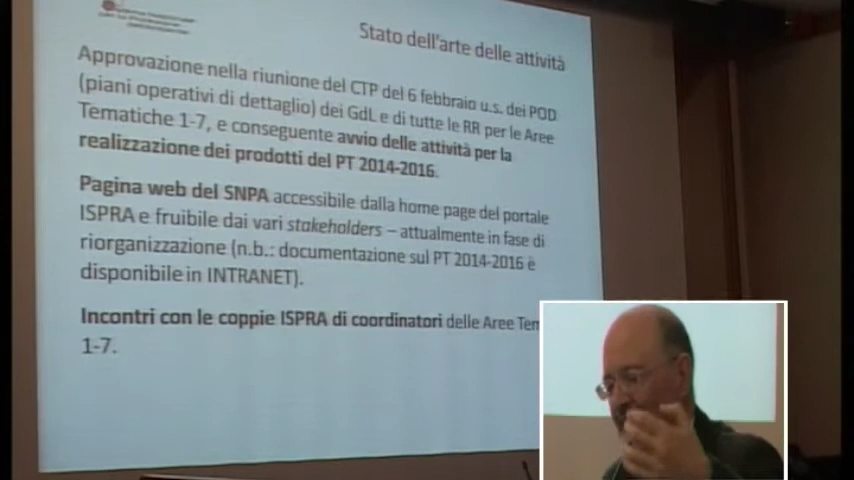 Stato dell'arte delle attività
Approvazione nella riunione del CTP del 6 febbraio u.s. dei POD
(piani operativi di dettaglio) dei GdL e di tutte le RR per le Aree
Tematiche 1-7, e conseguente avvio delle attività per la
realizzazione dei prodotti del PT 2014-2016.
Pagina web del SNPA accessibile dalla home page del portale
ISPRA e fruibile dai vari stakeholders – attualmente in fase di
riorganizzazione (n.b.: documentazione sul PT 2014-2016 è
disponibile in INTRANET).
Incontri con le coppie ISPRA di coordinatori delle Aree Tem
1-7.